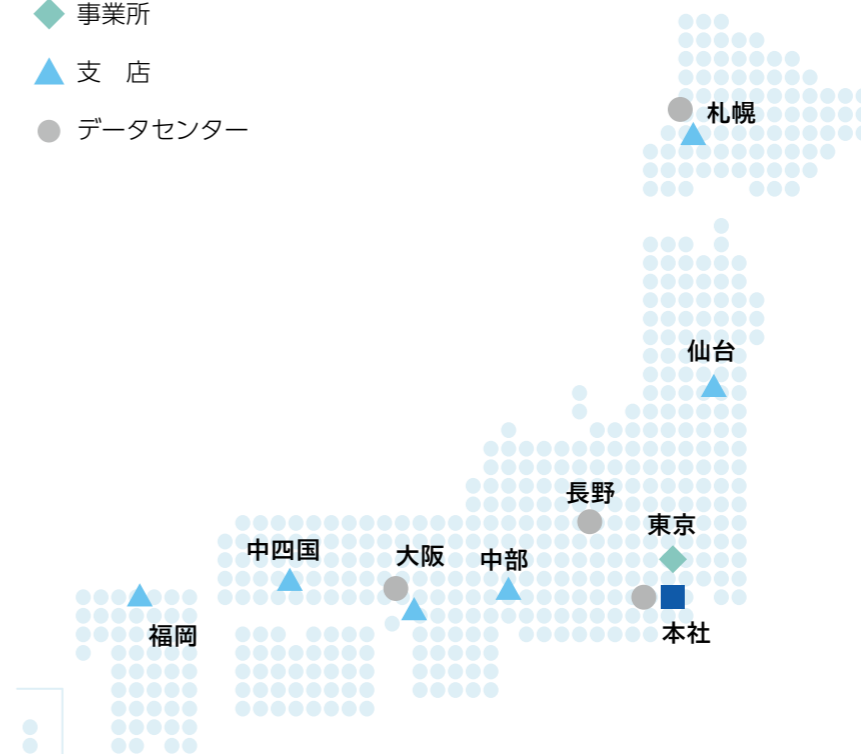 事業所
支　店
データセンター
札幌
仙台
長野
東京
中四国
大阪
中部
福岡
本社